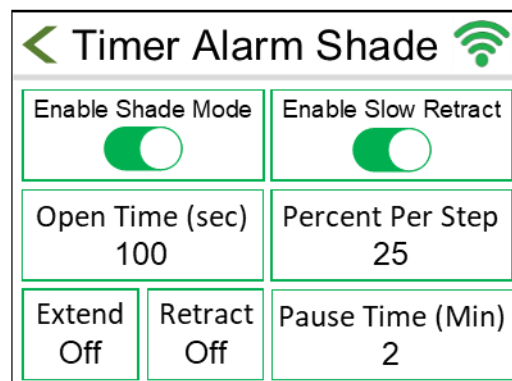 Timer Alarm Shade
Enable Shade Mode
Enable Slow Retract
Open Time (sec)
100
Percent Per Step
25
Extend
Off
Retract
Off
Pause Time (Min)
2